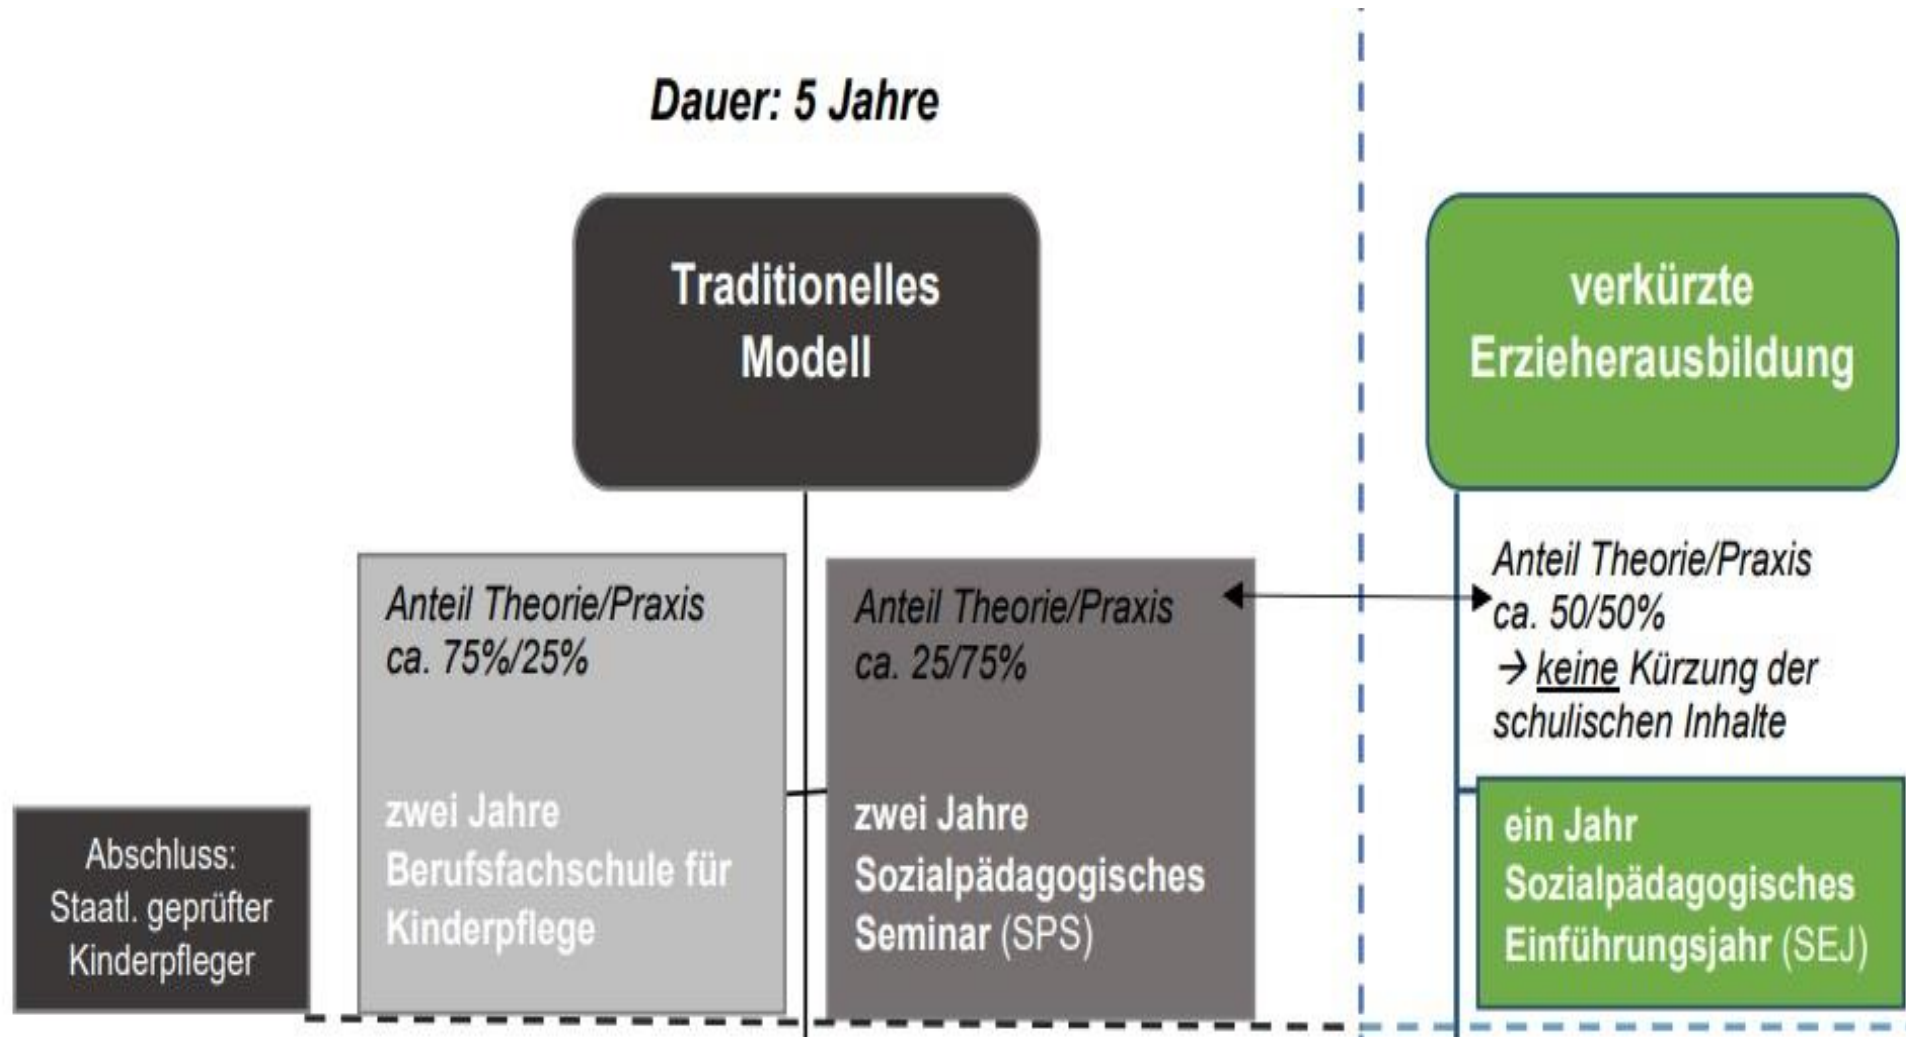 Dauer: 5 Jahre
Traditionelles
Modell
verkürzte
Erzieherausbildung
Anteil Theorie/Praxis
ca. 75%/25%
zwei Jahre
Berufsfachschule für
Kinderpflege
Anteil Theorie/Praxis
ca. 25/75%
zwei Jahre
Sozialpädagogisches
Seminar (SPS)
Anteil Theorie/Praxis
ca. 50/50%
→ keine Kürzung der
schulischen Inhalte
ein Jahr
Sozialpädagogisches
Einführungsjahr (SEJ)
Abschluss:
Staatl. geprüfter
Kinderpfleger